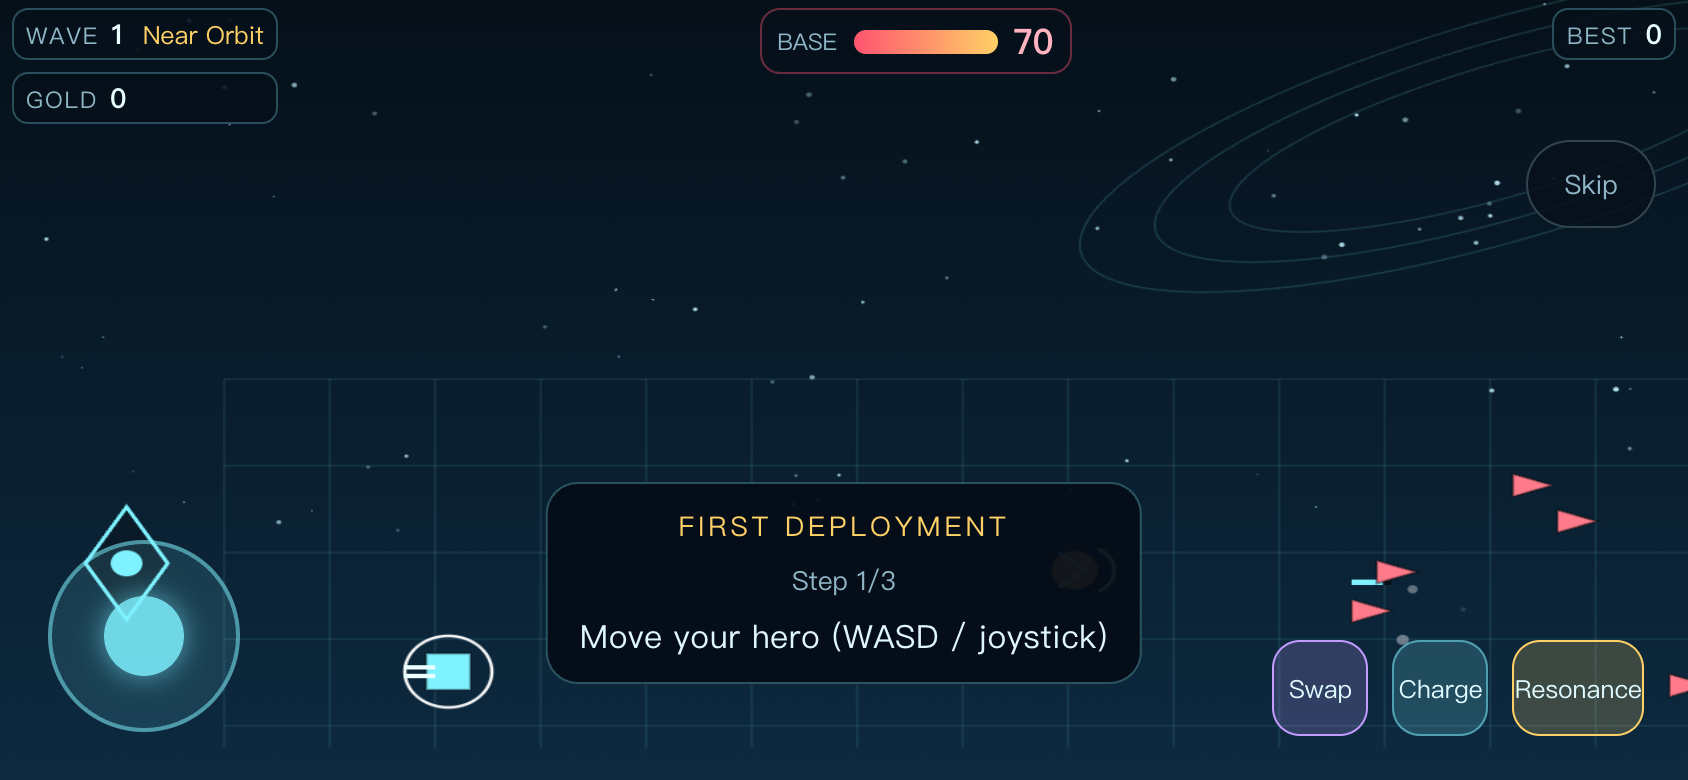 WAVE 1 Near Orbit
GOLD 0
BASE 70
BEST 0
Skip
FIRST DEPLOYMENT
Step 1/3
Move your hero (WASD / joystick)
Swap
Charge
Resonance